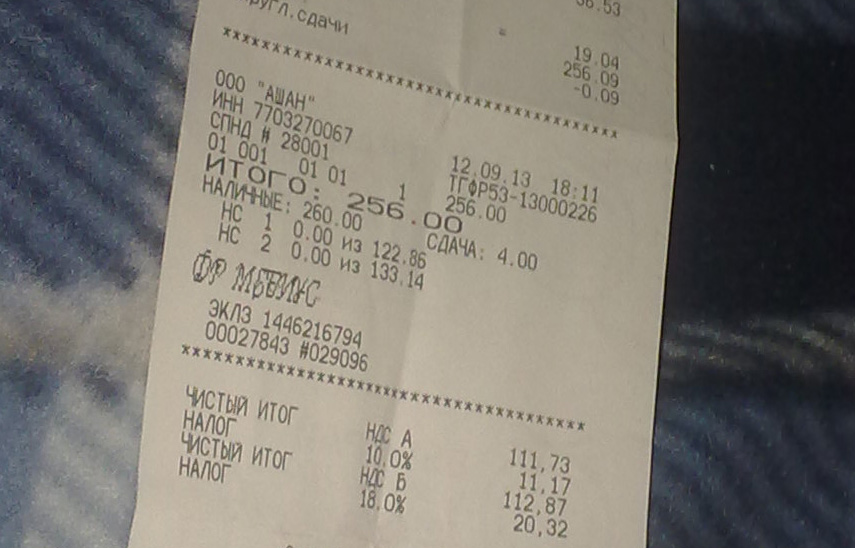 38.53
19.04
256.09
сдачи = -0.09
****************************************
ООО "АШАН"
ИНН 7703270067 12.09.13 18:11
СПНД # 28001 ТГФР53-13000226
01 001 01 01 1 256.00
ИТОГО: 256.00
НАЛИЧНЫЕ: 260.00 СДАЧА: 4.00
НС 1 0.00 из 122.86
НС 2 0.00 из 133.14
ЭКЛЗ 1446216794
00027843 #029096
****************************************
ЧИСТЫЙ ИТОГ НДС А 111,73
НАЛОГ 10.0% 11,17
ЧИСТЫЙ ИТОГ НДС Б 112,87
НАЛОГ 18.0% 20,32